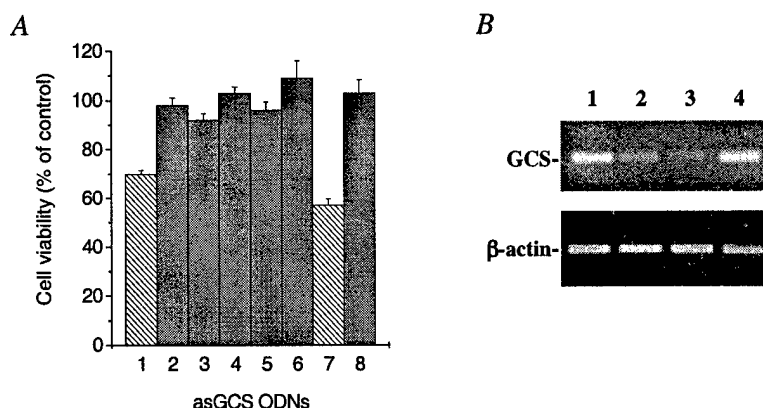 A
B
120
100
80
60
40
20
0
Cell viability (% of control)
1 2 3 4 5 6 7 8
asGCS ODNs
1 2 3 4
GCS-
β-actin-